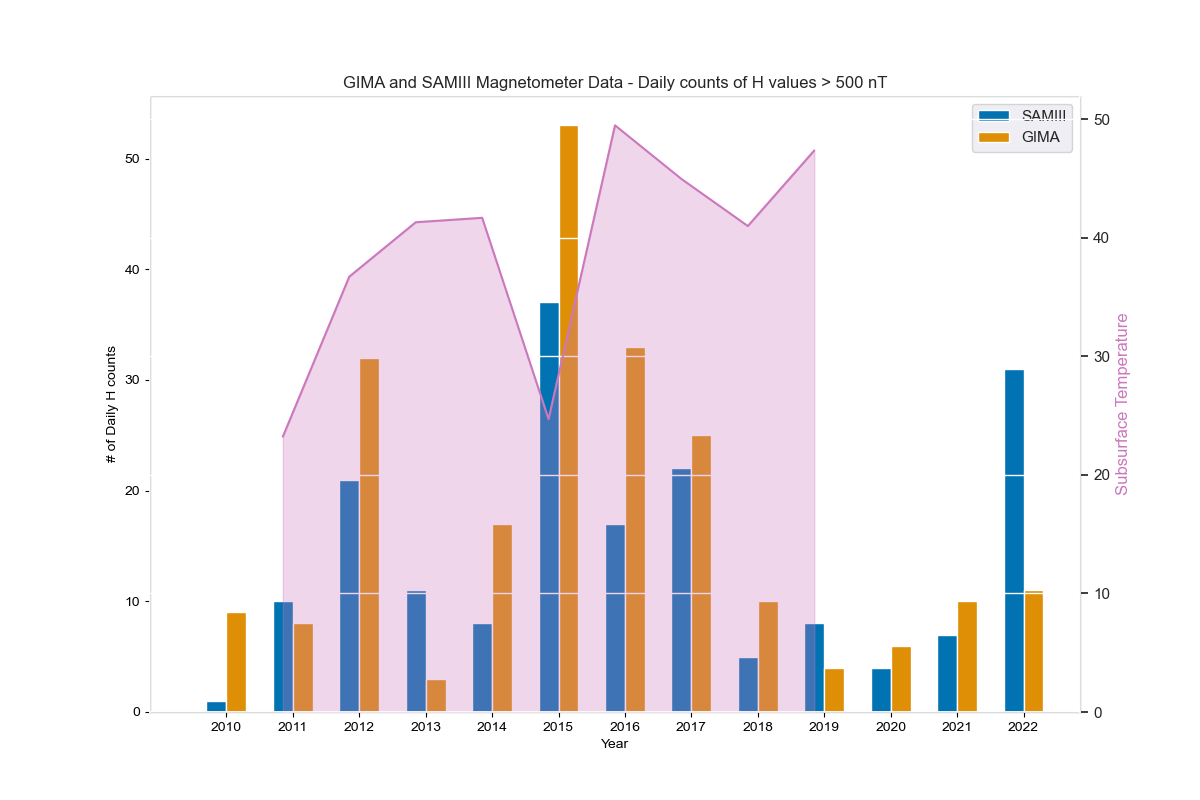 GIMA and SAMIII Magnetometer Data - Daily counts of H values > 500 nT
SAMIII
GIMA
# of Daily H counts
50
40
30
20
10
0
50
40
30
20
10
0
Subsurface Temperature
2010 2011 2012 2013 2014 2015 2016 2017 2018 2019 2020 2021 2022
Year